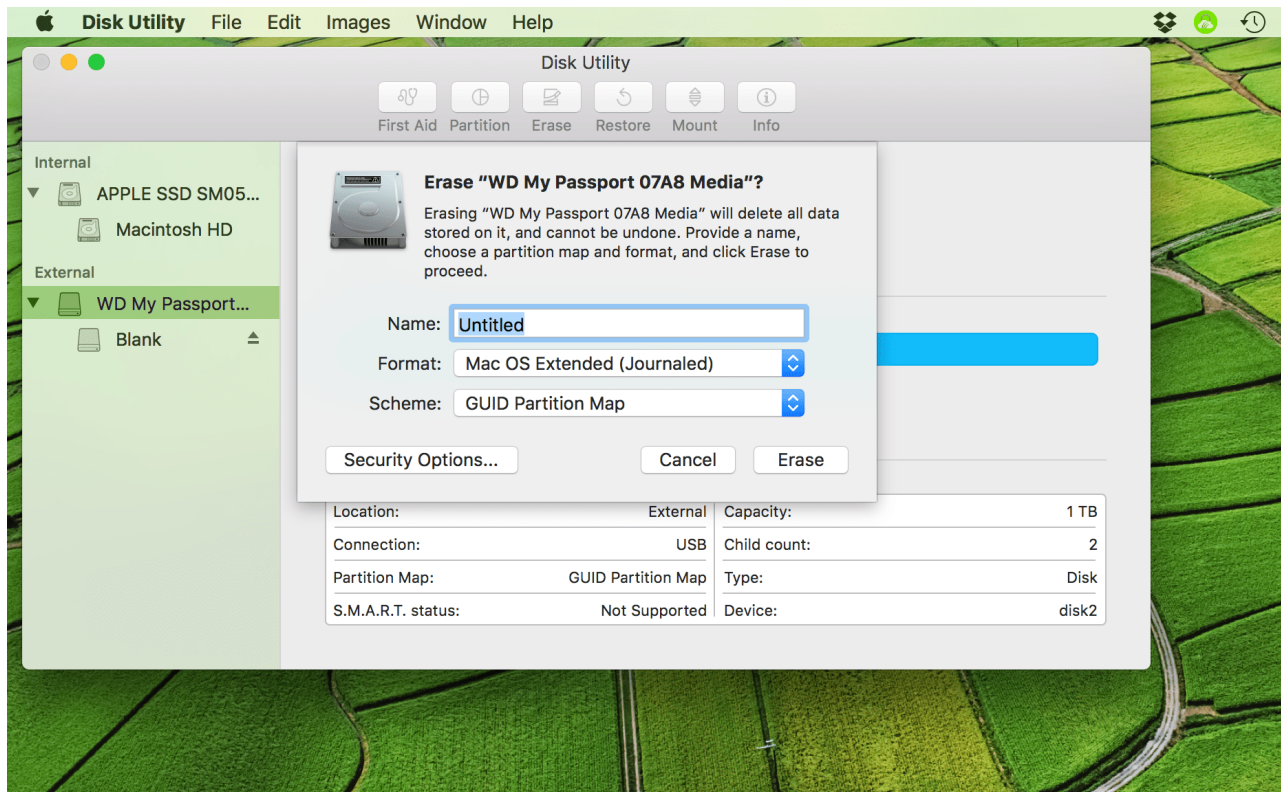 Disk Utility File Edit Images Window Help
Disk Utility
First Aid Partition Erase Restore Mount Info
Internal
APPLE SSD SM05...
Macintosh HD
External
WD My Passport...
Blank
Erase “WD My Passport 07A8 Media”?
Erasing “WD My Passport 07A8 Media” will delete all data
stored on it, and cannot be undone. Provide a name,
choose a partition map and format, and click Erase to
proceed.
Name: Untitled
Format: Mac OS Extended (Journaled)
Scheme: GUID Partition Map
Security Options... Cancel Erase
Location: External Capacity: 1 TB
Connection: USB Child count: 2
Partition Map: GUID Partition Map Type: Disk
S.M.A.R.T. status: Not Supported Device: disk2